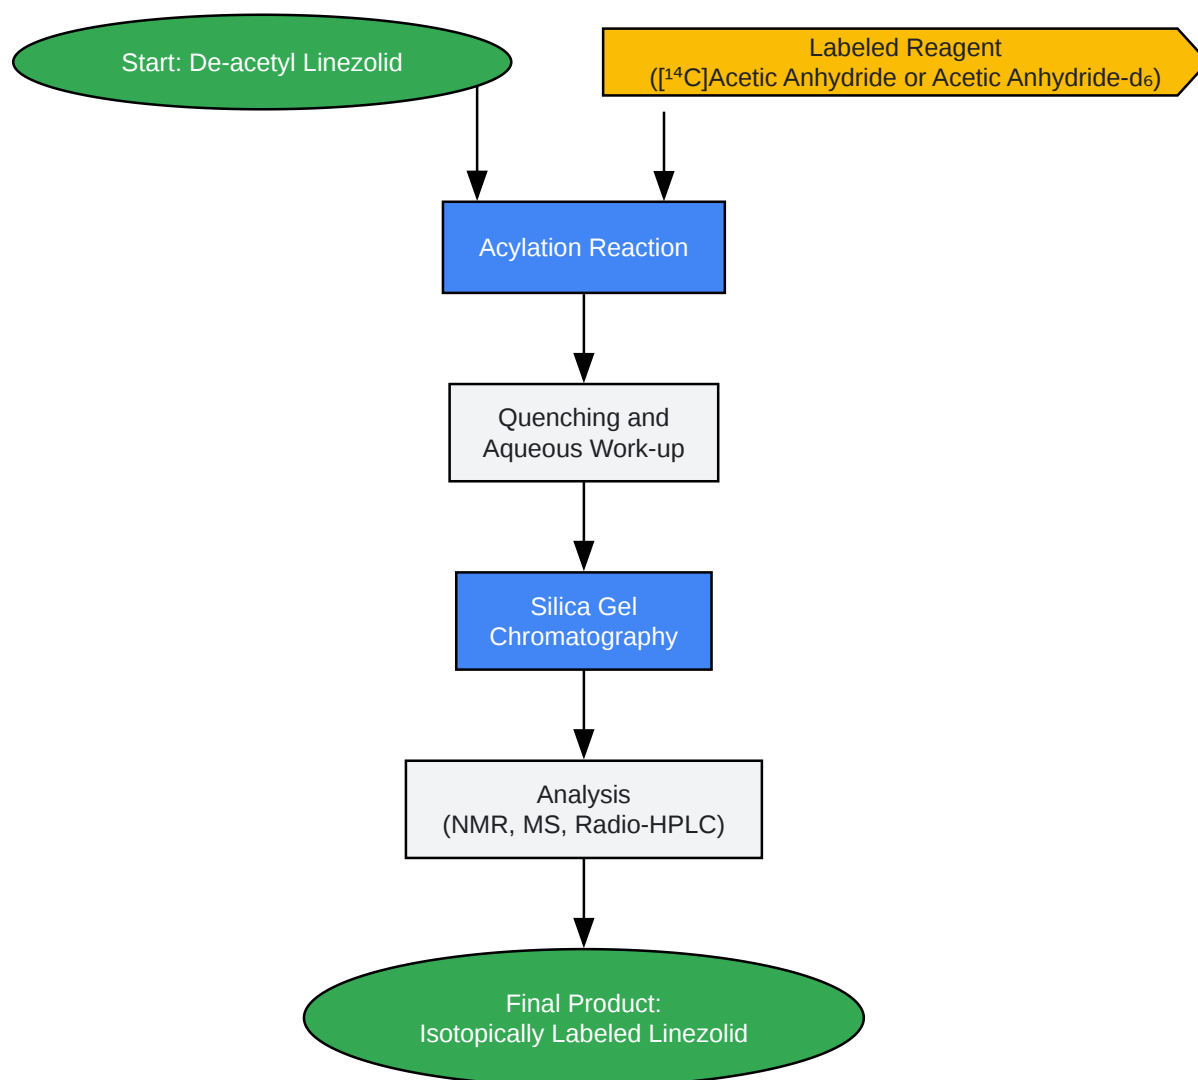 Start: De-acetyl Linezolid
Labeled Reagent
([¹⁴C]Acetic Anhydride or Acetic Anhydride-d₆)
Acylation Reaction
Quenching and
Aqueous Work-up
Silica Gel
Chromatography
Analysis
(NMR, MS, Radio-HPLC)
Final Product:
Isotopically Labeled Linezolid